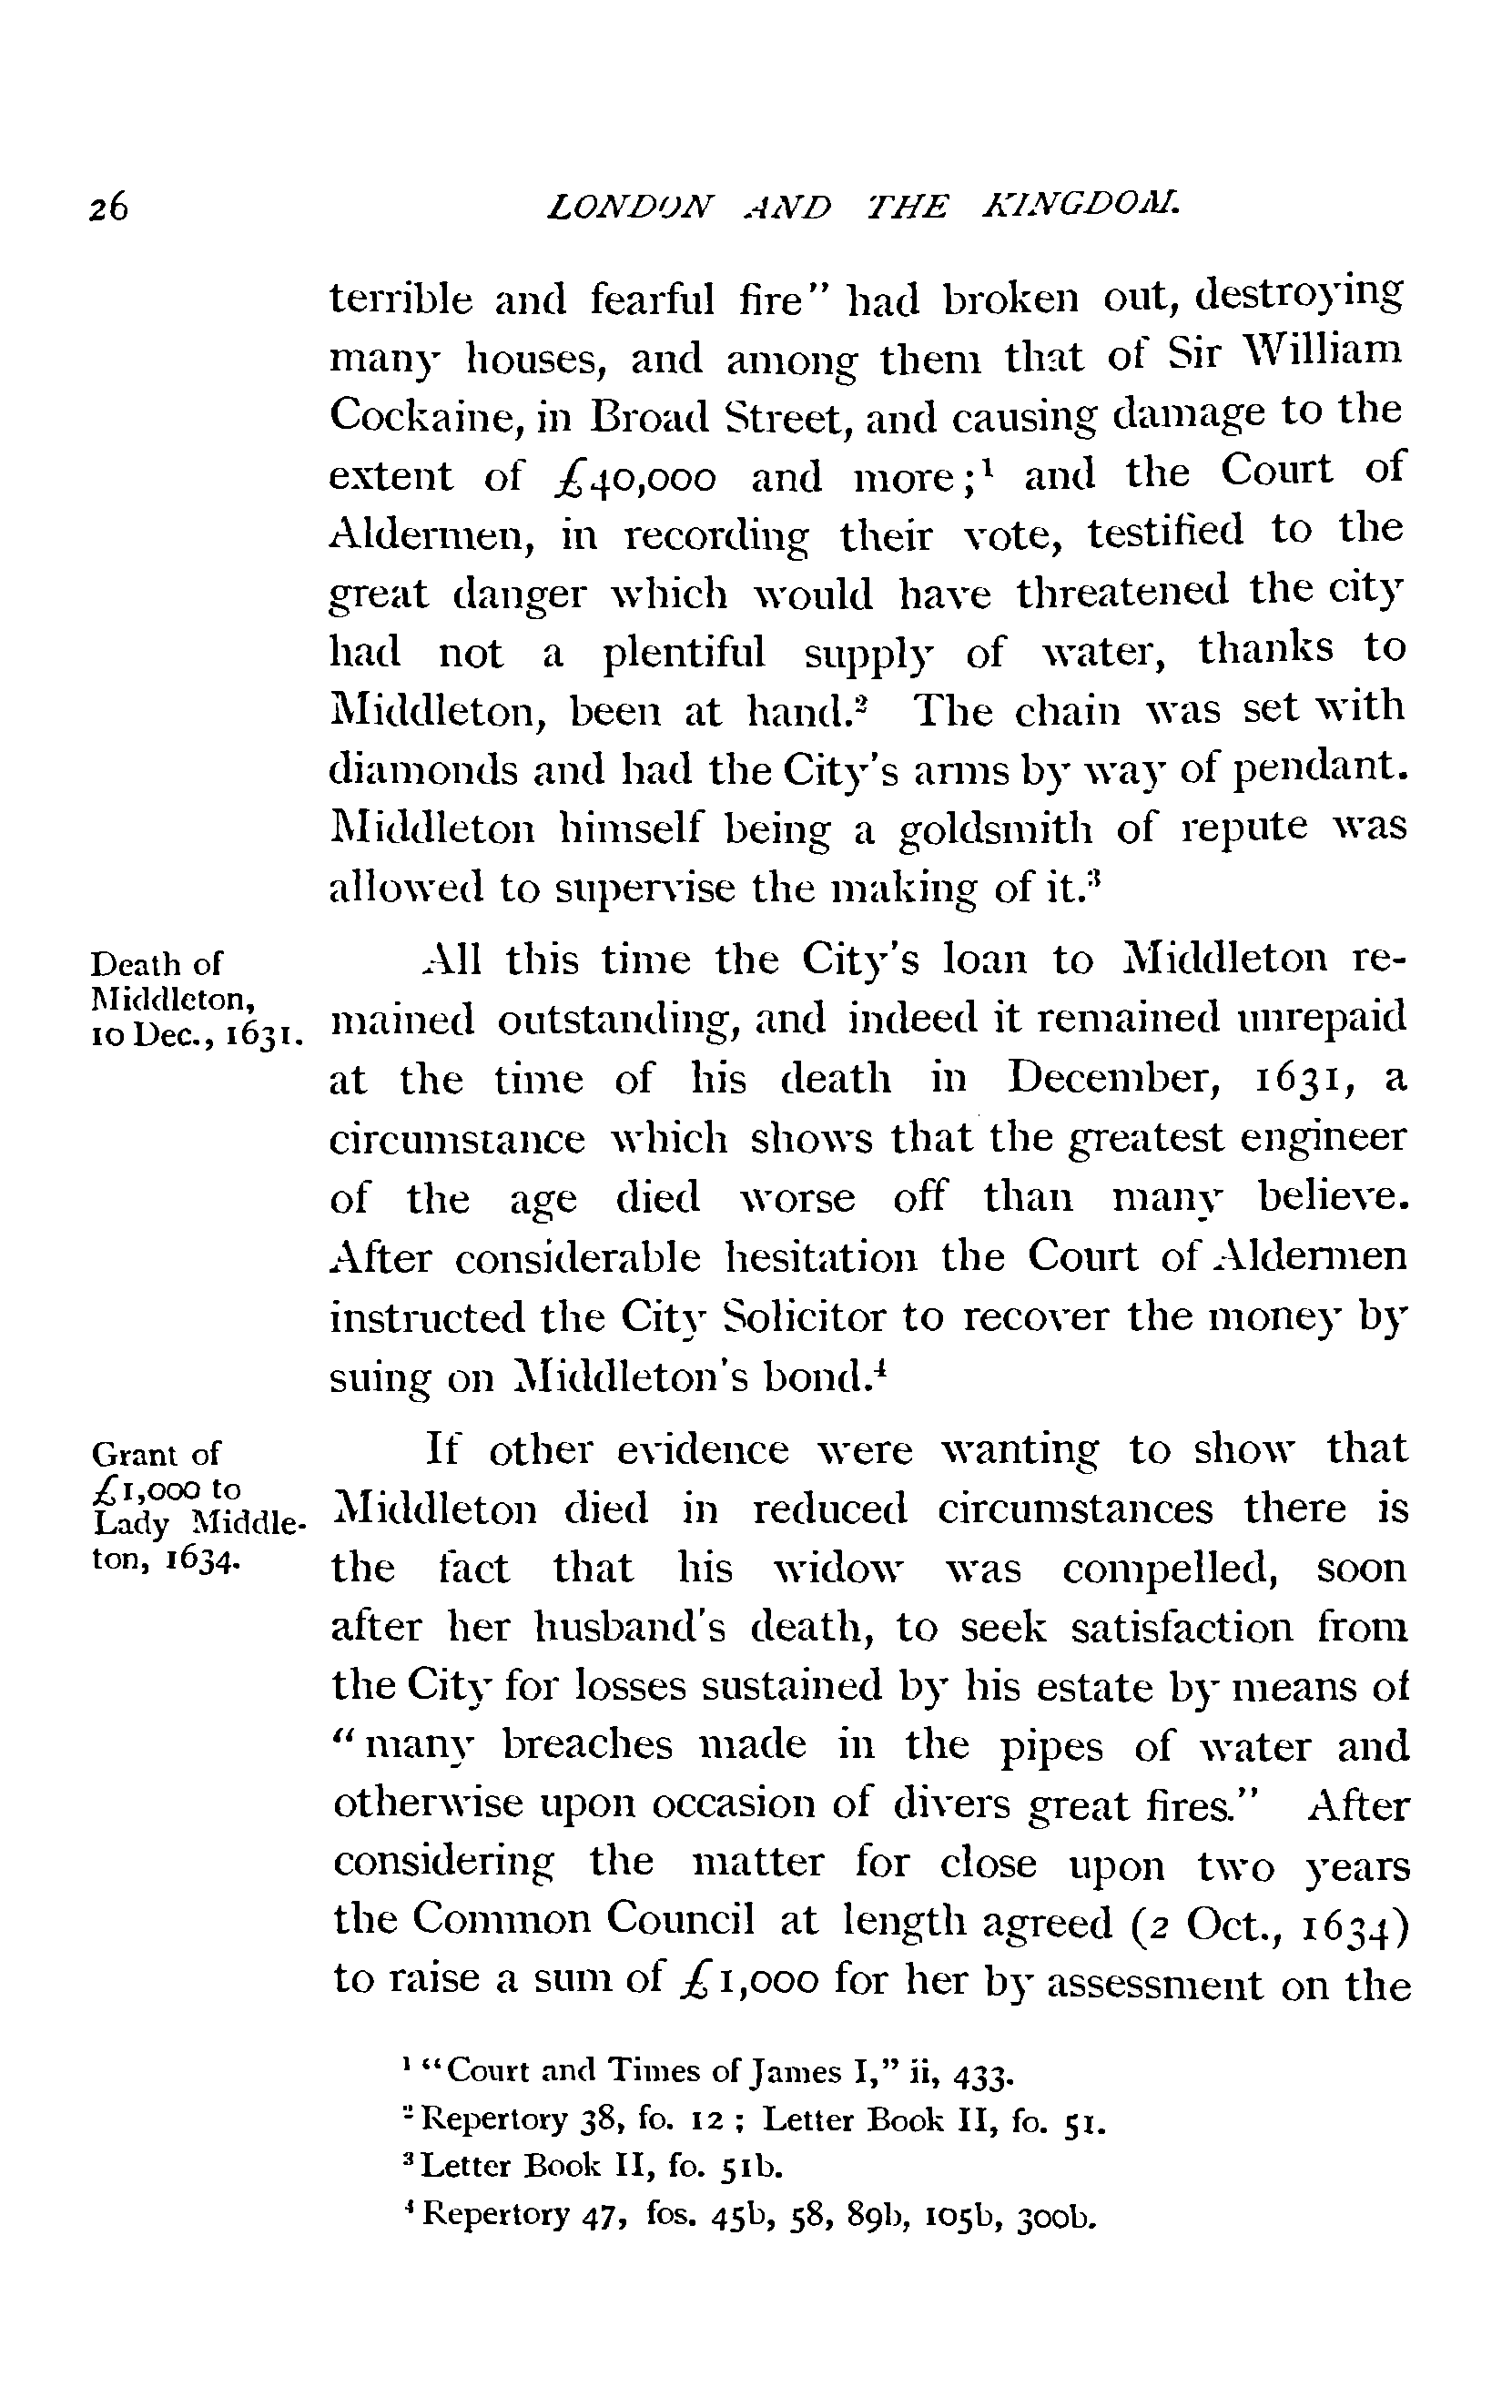 26 LONDON AND THE KINGDOM.
terrible and fearful fire” had broken out, destroying
many houses, and among them that of Sir William
Cockaine, in Broad Street, and causing damage to the
extent of £40,000 and more;¹ and the Court of
Aldermen, in recording their vote, testified to the
great danger which would have threatened the city
had not a plentiful supply of water, thanks to
Middleton, been at hand.² The chain was set with
diamonds and had the City's arms by way of pendant.
Middleton himself being a goldsmith of repute was
allowed to supervise the making of it.³
Death of
Middleton,
10 Dec., 1631.
All this time the City's loan to Middleton re-
mained outstanding, and indeed it remained unrepaid
at the time of his death in December, 1631, a
circumstance which shows that the greatest engineer
of the age died worse off than many believe.
After considerable hesitation the Court of Aldermen
instructed the City Solicitor to recover the money by
suing on Middleton's bond.⁴
Grant of
£1,000 to
Lady Middle-
ton, 1634.
If other evidence were wanting to show that
Middleton died in reduced circumstances there is
the fact that his widow was compelled, soon
after her husband's death, to seek satisfaction from
the City for losses sustained by his estate by means of
“many breaches made in the pipes of water and
otherwise upon occasion of divers great fires.” After
considering the matter for close upon two years
the Common Council at length agreed (2 Oct., 1634)
to raise a sum of £1,000 for her by assessment on the
¹ “Court and Times of James I,” ii, 433.
² Repertory 38, fo. 12; Letter Book II, fo. 51.
³ Letter Book II, fo. 51b.
⁴ Repertory 47, fos. 45b, 58, 89b, 105b, 300b.